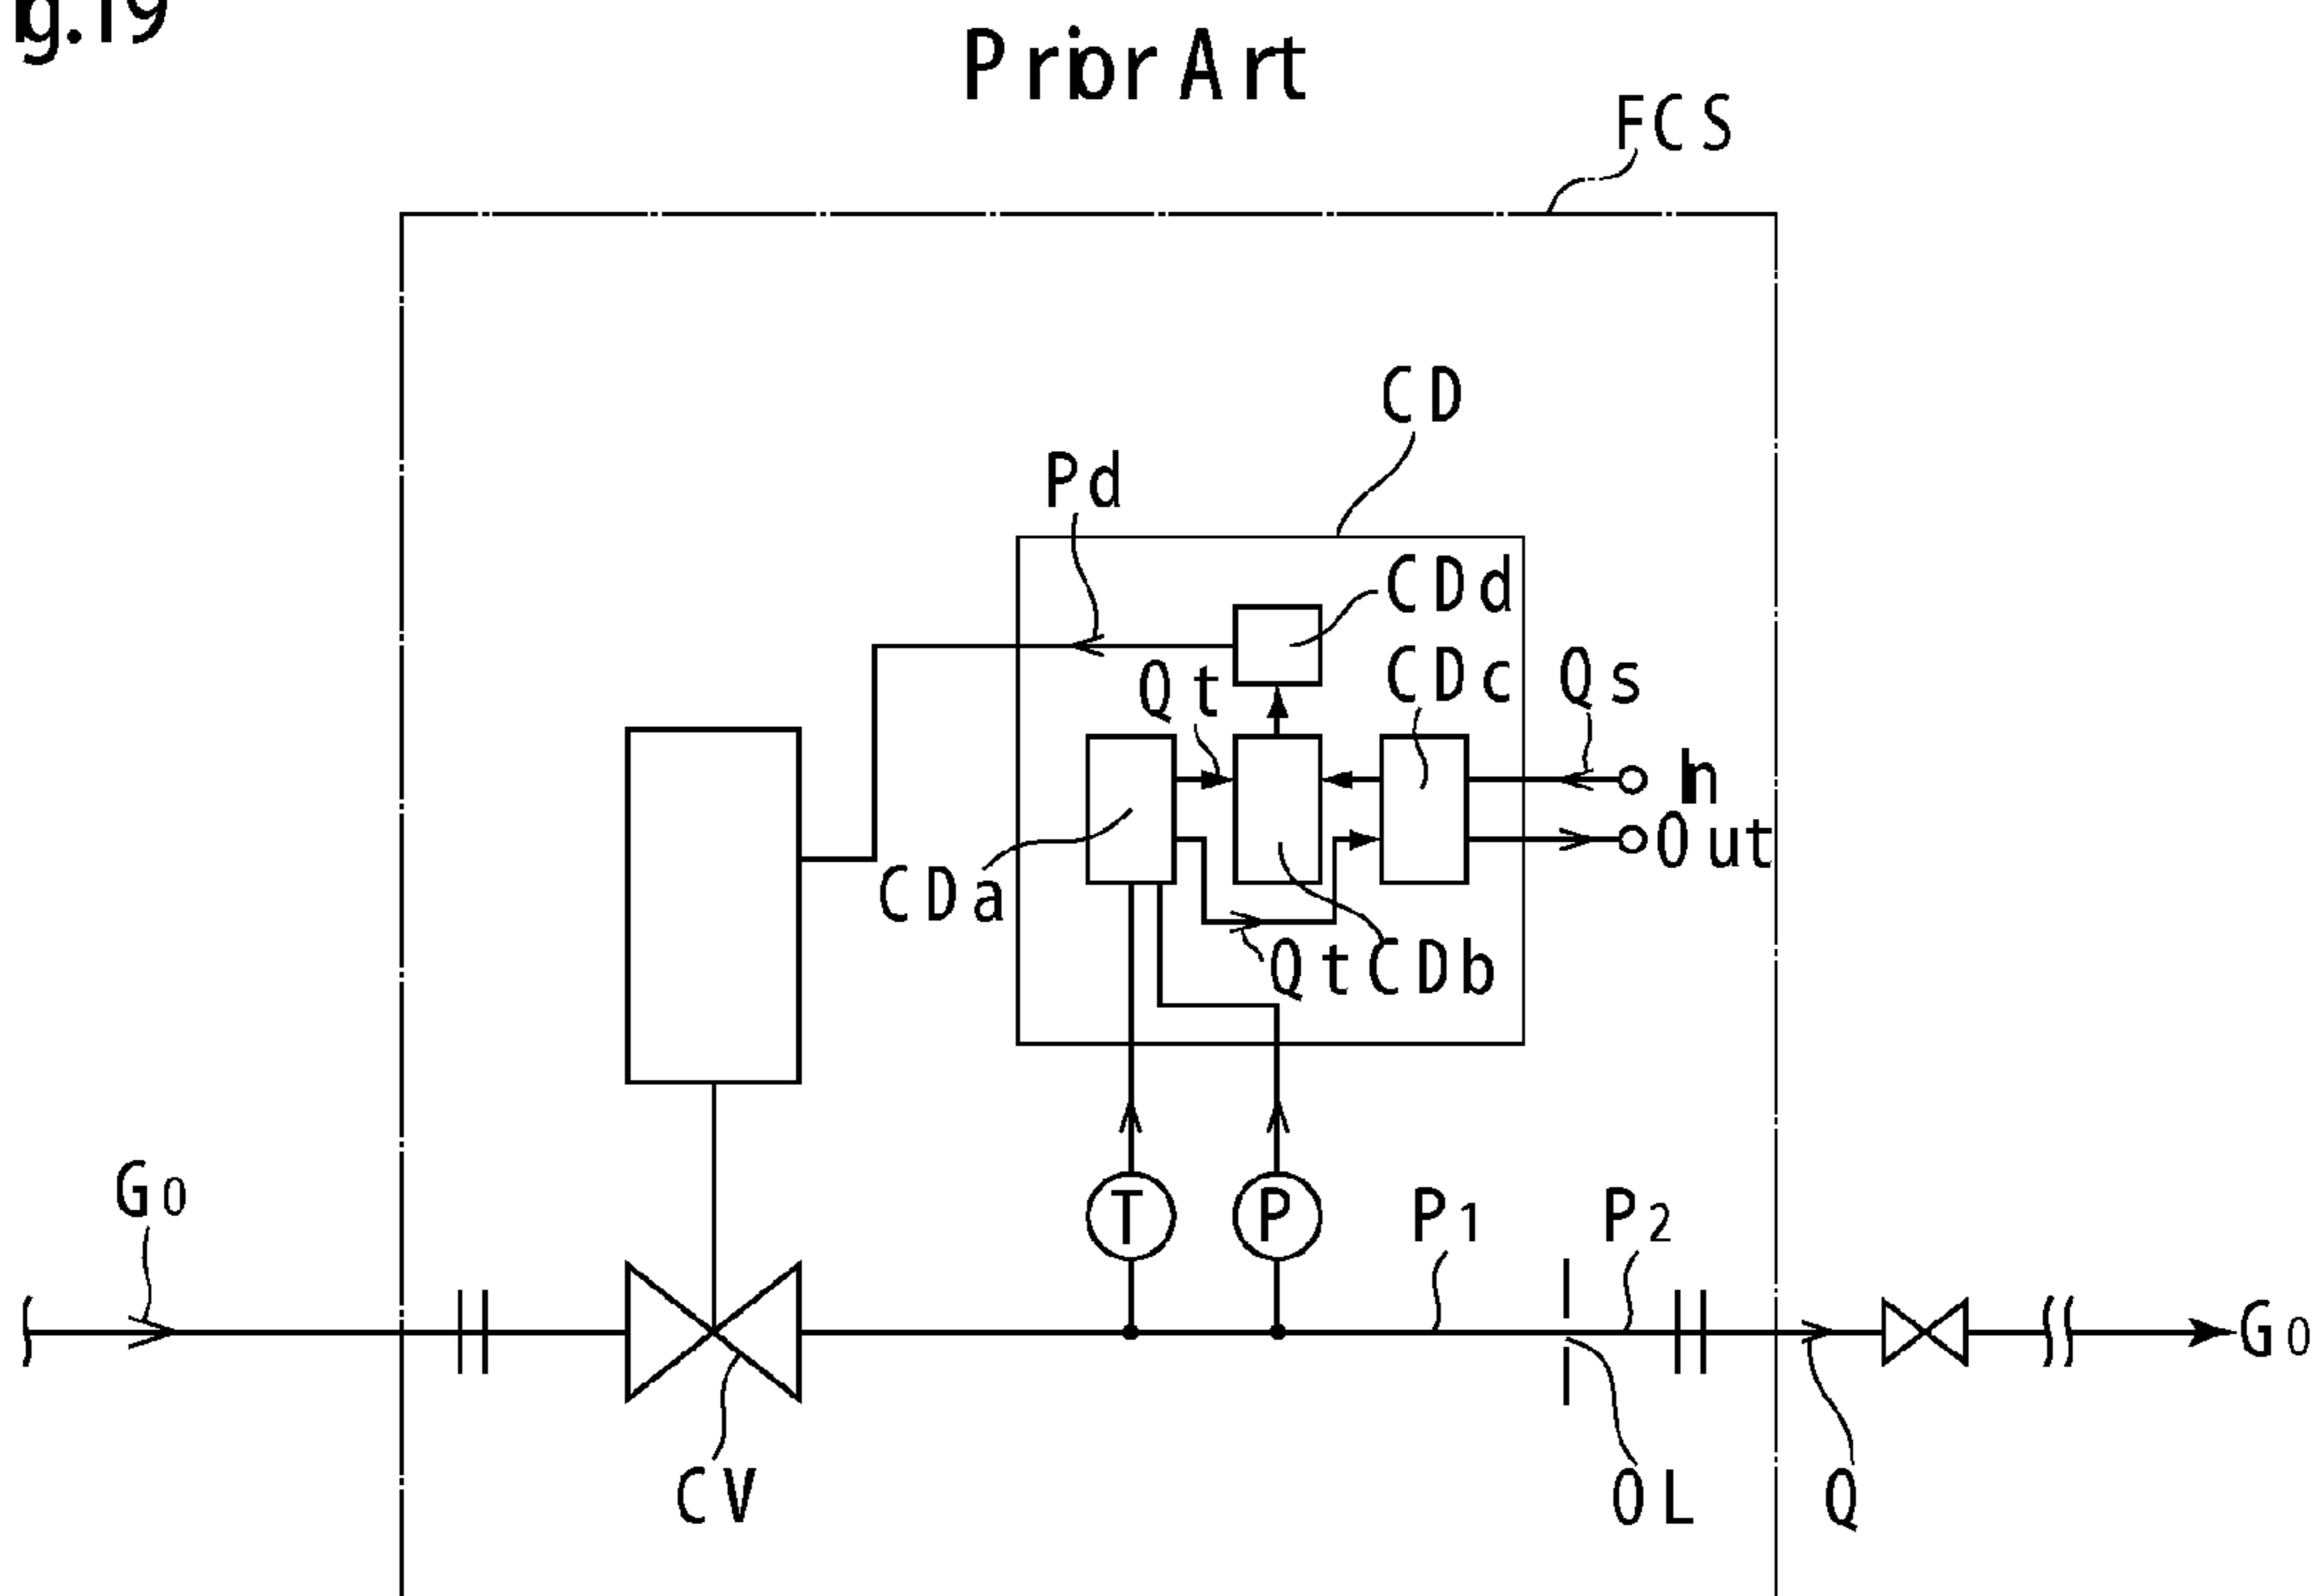 ig.19
Prior Art
FCS
CD
Pd
CDd
Qt
CDc
Qs
In
Out
CDa
Qt
CDb
G0
T
P
P1
P2
G0
CV
OL
Q